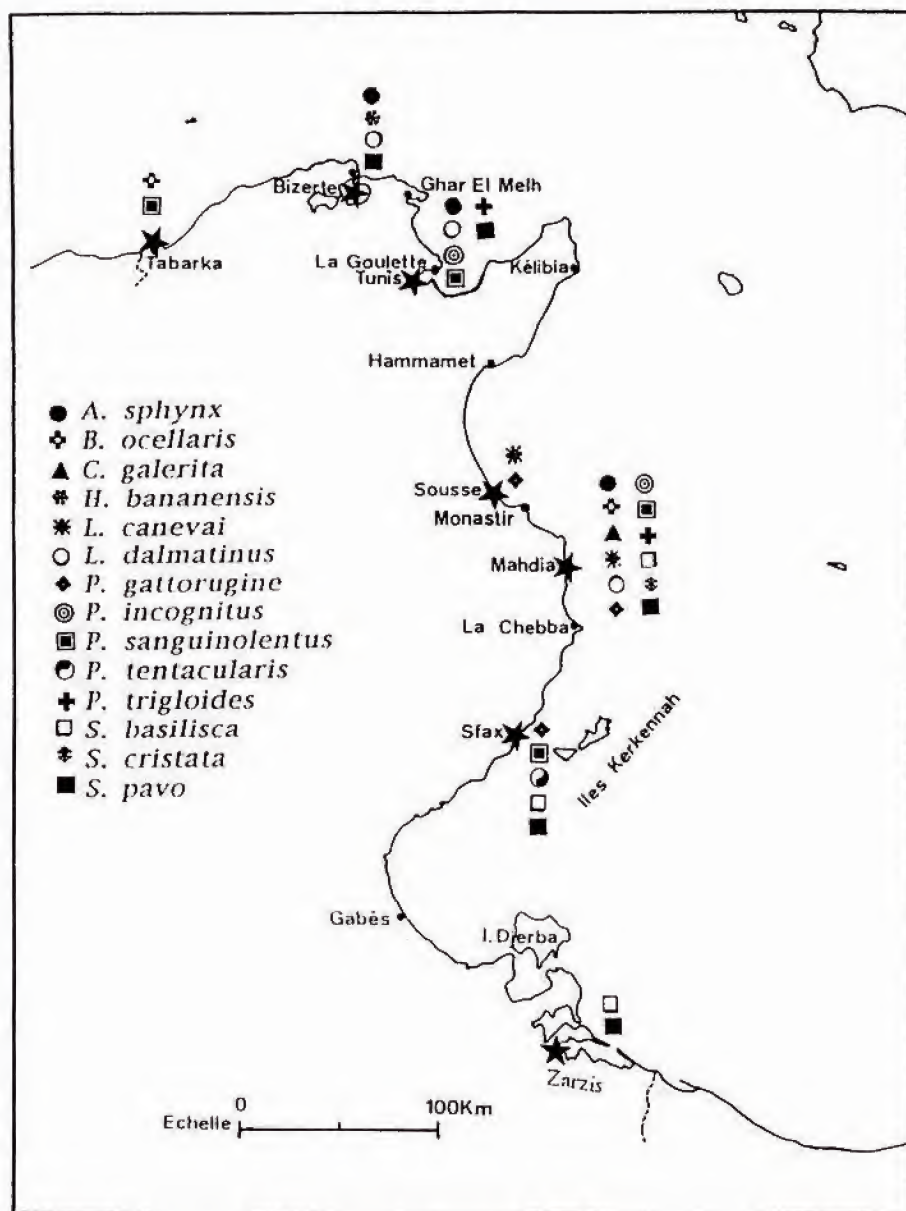 Bizerte
Ghar El Melh
Tabarka
La Goulette
Tunis
Kélibia
Hammamet
A. sphynx
B. ocellaris
C. galerita
H. bananensis
L. canevai
L. dalmatinus
P. gattorugine
P. incognitus
P. sanguinolentus
P. tentacularis
P. trigloides
S. basilisca
S. cristata
S. pavo
Sousse
Monastir
Mahdia
La Chebba
Sfax
Iles Kerkennah
Gabès
I. Djerba
Zarzis
0 100Km
Echelle